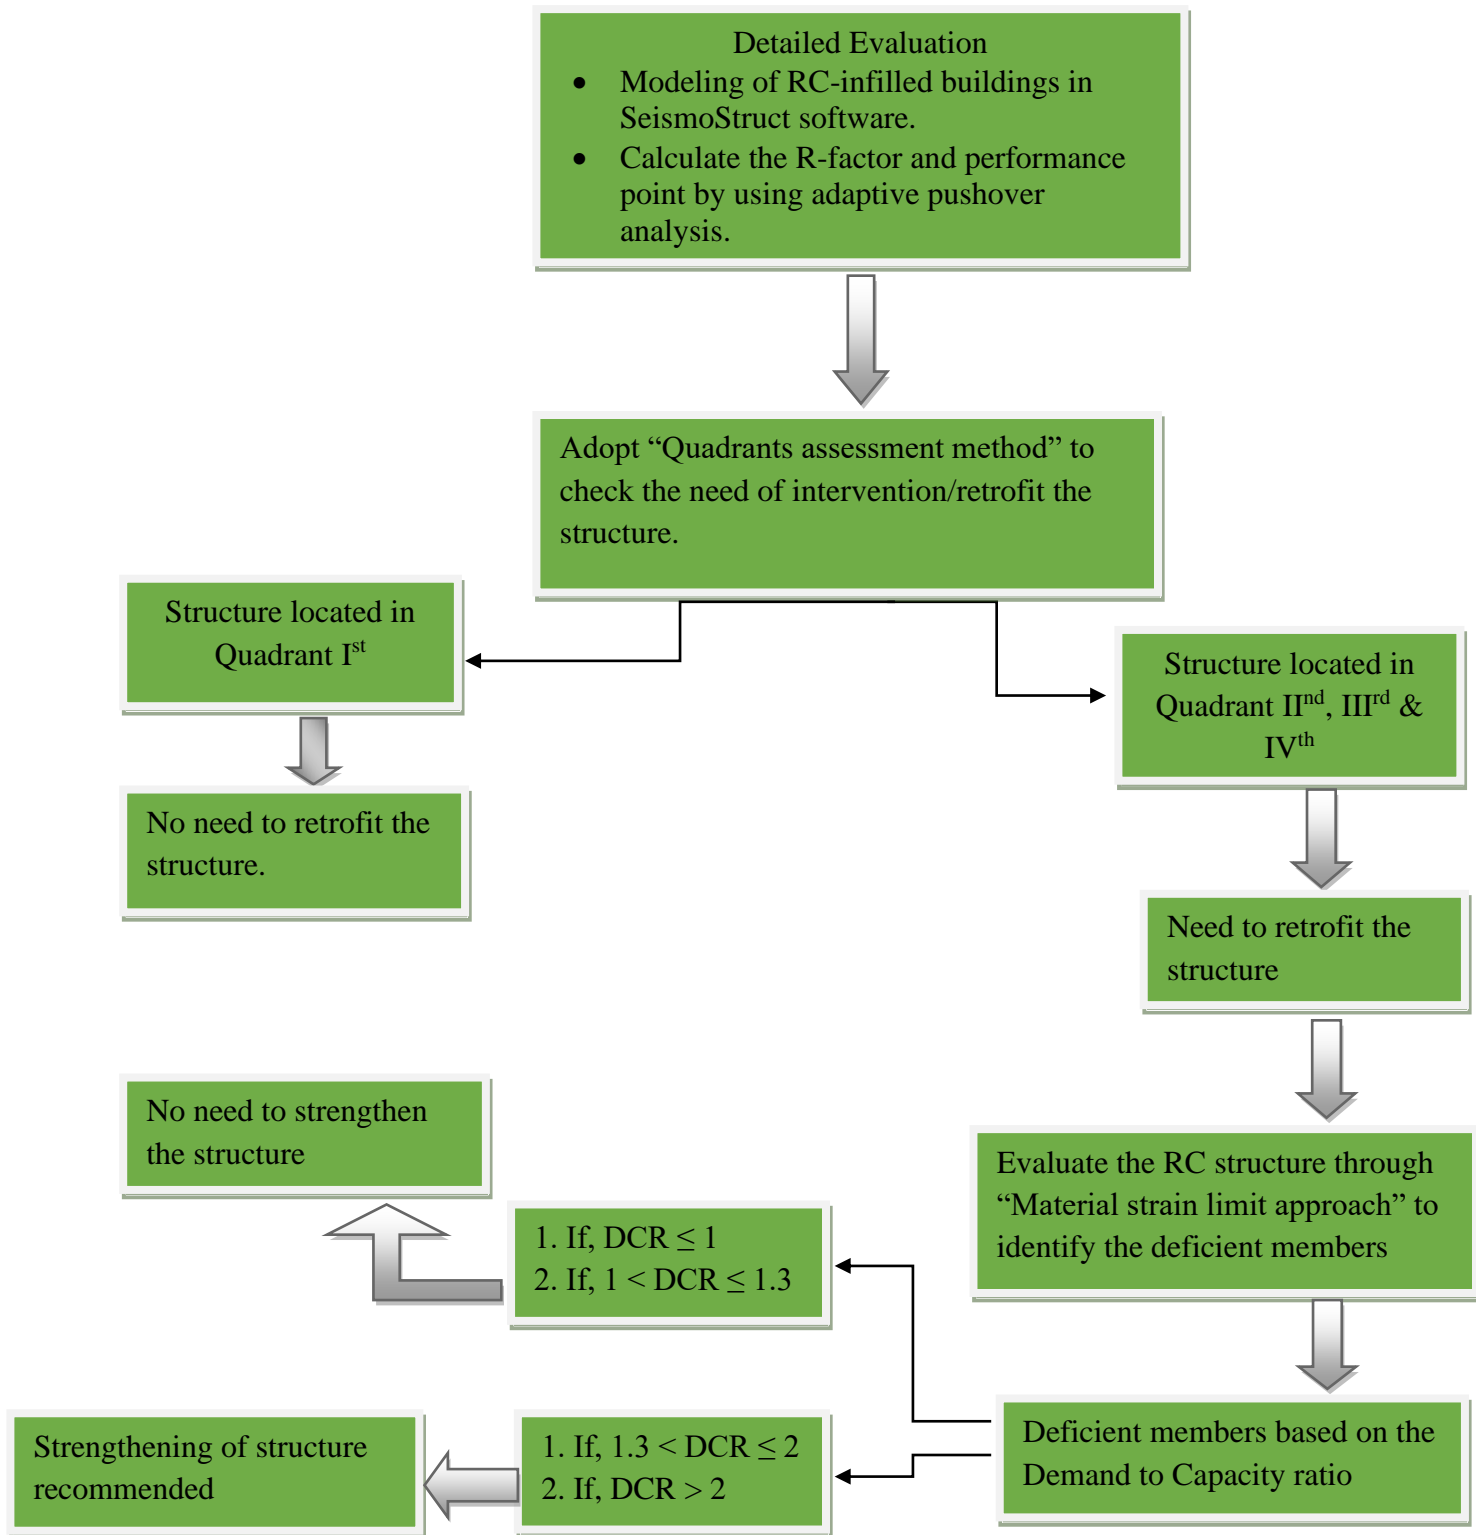 Detailed Evaluation
• Modeling of RC-infilled buildings in
SeismoStruct software.
• Calculate the R-factor and performance
point by using adaptive pushover
analysis.
Adopt “Quadrants assessment method” to
check the need of intervention/retrofit the
structure.
Structure located in
Quadrant Iˢᵗ
Structure located in
Quadrant IIⁿᵈ, IIIʳᵈ &
IVᵗʰ
No need to retrofit the
structure.
Need to retrofit the
structure
No need to strengthen
the structure
Evaluate the RC structure through
“Material strain limit approach” to
identify the deficient members
1. If, DCR ≤ 1
2. If, 1 < DCR ≤ 1.3
Deficient members based on the
Demand to Capacity ratio
1. If, 1.3 < DCR ≤ 2
2. If, DCR > 2
Strengthening of structure
recommended